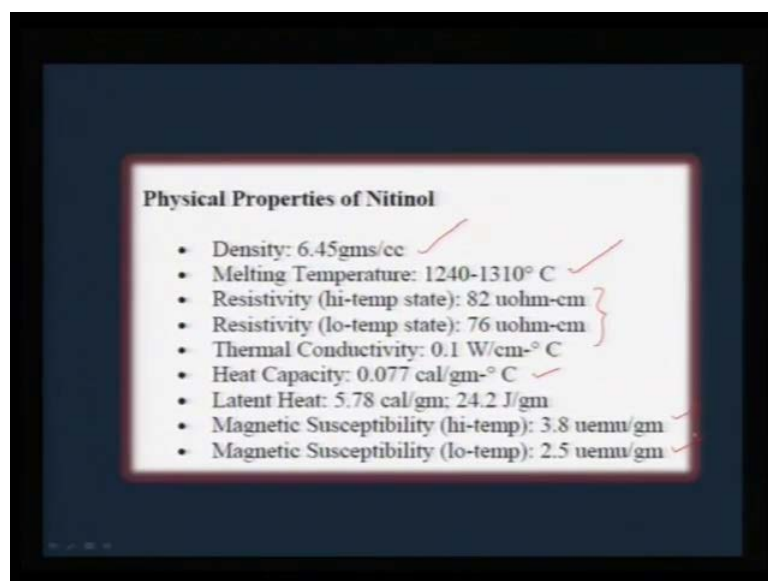 Physical Properties of Nitinol
• Density: 6.45gms/cc
• Melting Temperature: 1240-1310° C
• Resistivity (hi-temp state): 82 uohm-cm
• Resistivity (lo-temp state): 76 uohm-cm
• Thermal Conductivity: 0.1 W/cm-° C
• Heat Capacity: 0.077 cal/gm-° C
• Latent Heat: 5.78 cal/gm; 24.2 J/gm
• Magnetic Susceptibility (hi-temp): 3.8 uemu/gm
• Magnetic Susceptibility (lo-temp): 2.5 uemu/gm